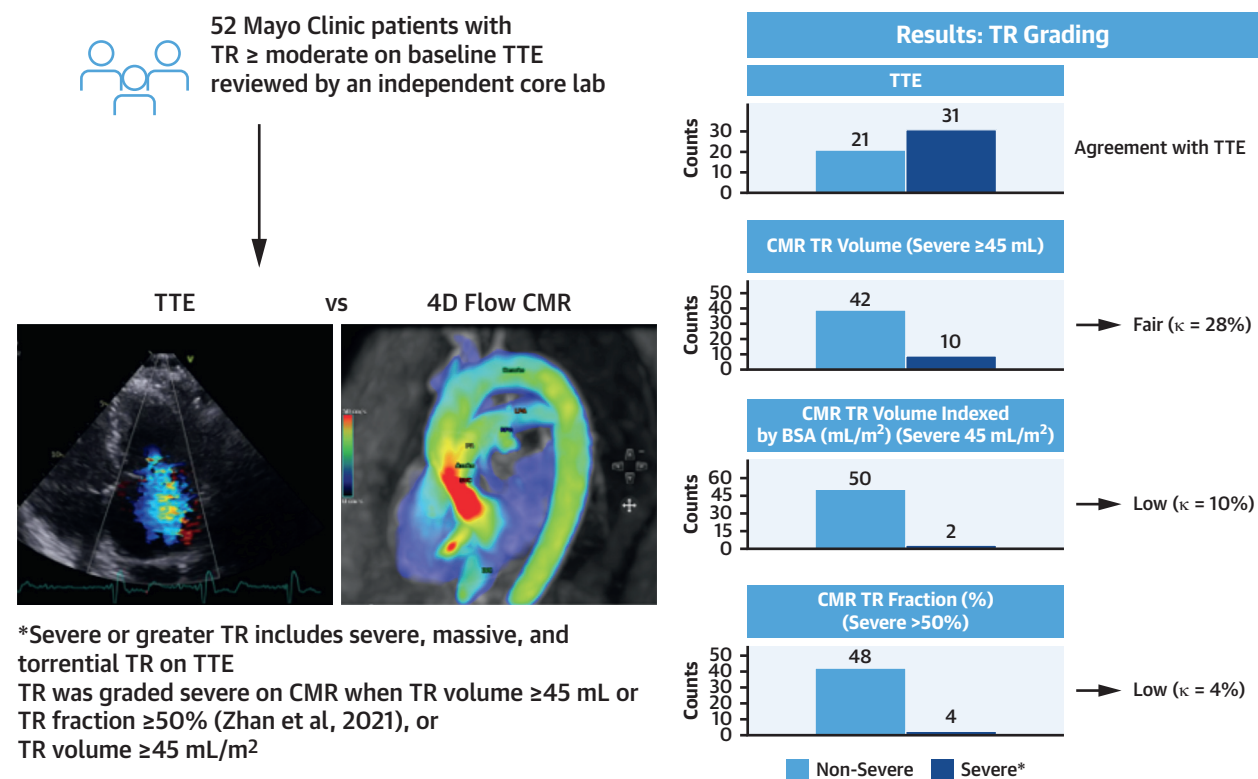 52 Mayo Clinic patients with
TR ≥ moderate on baseline TTE
reviewed by an independent core lab
TTE
vs
4D Flow CMR
*Severe or greater TR includes severe, massive, and
torrential TR on TTE
TR was graded severe on CMR when TR volume ≥45 mL or
TR fraction ≥50% (Zhan et al, 2021), or
TR volume ≥45 mL/m²
Results: TR Grading
TTE
Counts
30
20
10
0
21
31
Agreement with TTE
CMR TR Volume (Severe ≥45 mL)
Counts
50
40
30
20
10
0
42
10
Fair (κ = 28%)
CMR TR Volume Indexed
by BSA (mL/m²) (Severe 45 mL/m²)
Counts
60
45
30
15
0
50
2
Low (κ = 10%)
CMR TR Fraction (%)
(Severe >50%)
Counts
50
40
30
20
10
0
48
4
Low (κ = 4%)
Non-Severe
Severe*